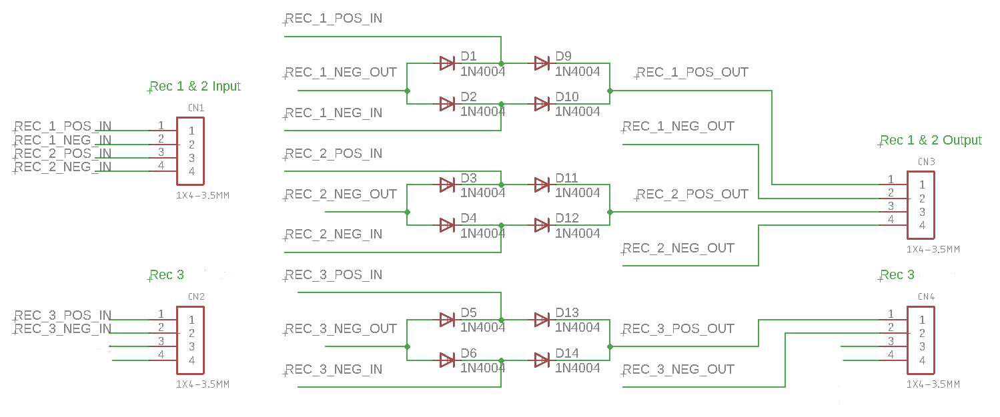 REC_1_POS_IN
D1
D9
1N4004
1N4004
REC_1_NEG_OUT
REC_1_POS_OUT
Rec 1 & 2 Input
D2
D10
1N4004
1N4004
CN1
REC_1_NEG_IN
REC_1_POS_IN
1
1
REC_1_NEG_IN
2
2
REC_2_POS_IN
3
3
REC_2_NEG_IN
4
4
1X4-3.5MM
REC_1_NEG_OUT
Rec 1 & 2 Output
REC_2_POS_IN
CN3
D3
D11
1N4004
1N4004
REC_2_NEG_OUT
REC_2_POS_OUT
1
1
2
2
3
3
4
4
D4
D12
1N4004
1N4004
REC_2_NEG_IN
REC_2_NEG_OUT
1X4-3.5MM
Rec 3
REC_3_POS_IN
Rec 3
CN2
CN4
REC_3_POS_IN
1
1
REC_3_NEG_IN
2
2
3
3
4
4
1X4-3.5MM
D5
D13
1N4004
1N4004
REC_3_NEG_OUT
REC_3_POS_OUT
D6
D14
1N4004
1N4004
REC_3_NEG_IN
REC_3_NEG_OUT
1
1
2
2
3
3
4
4
1X4-3.5MM